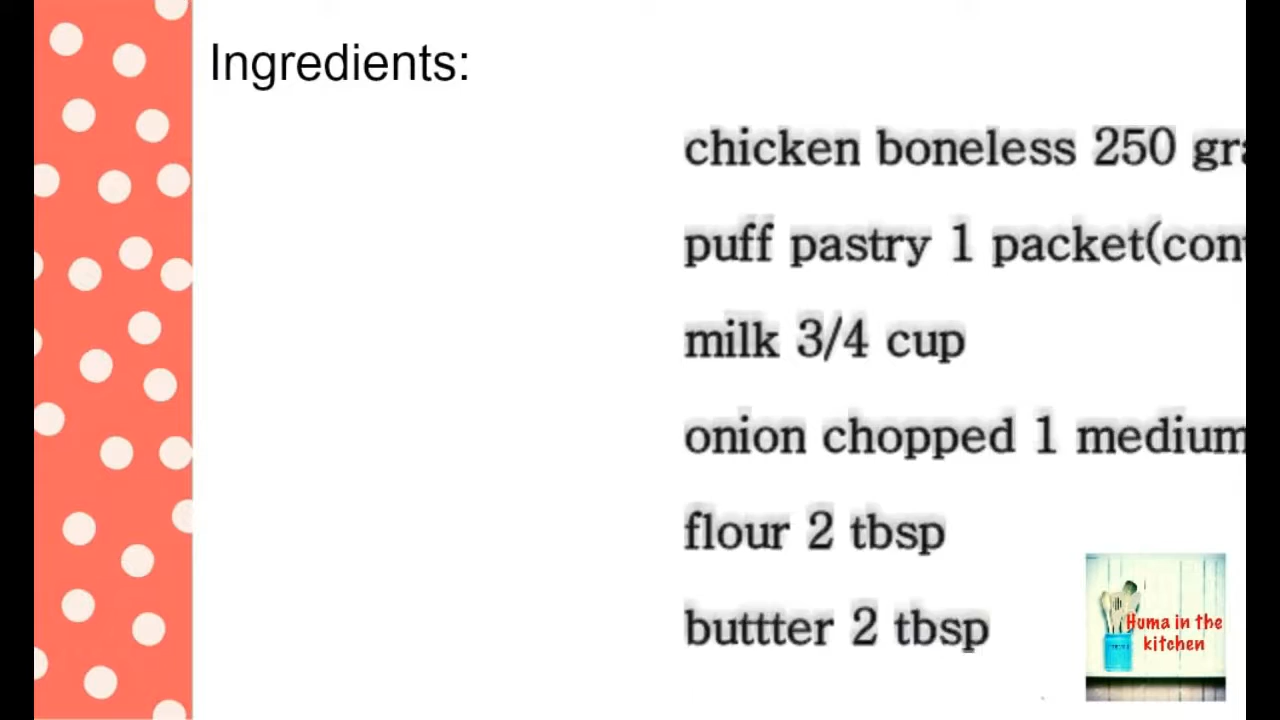 Ingredients:
chicken boneless 250
puff pastry 1 packet
milk 3/4 cup
onion chopped 1 medium
flour 2 tbsp
buttter 2 tbsp
Huma in the
kitchen